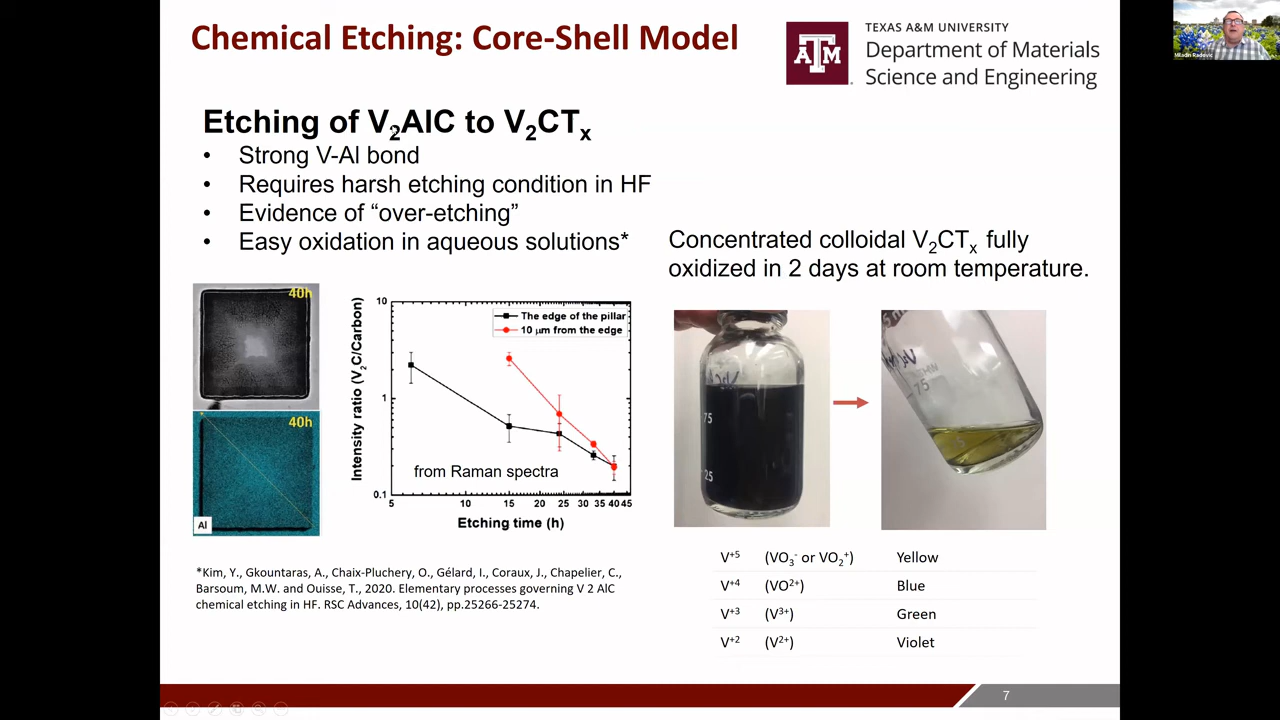 Chemical Etching: Core-Shell Model
TEXAS A&M UNIVERSITY
Department of Materials
Science and Engineering
A T M
Miladin Radovic
Etching of V2AlC to V2CTx
• Strong V-Al bond
• Requires harsh etching condition in HF
• Evidence of “over-etching”
• Easy oxidation in aqueous solutions*
Concentrated colloidal V2CTx fully
oxidized in 2 days at room temperature.
40h
40h
Al
Intensity ratio (V2C/Carbon)
10
1
0.1
The edge of the pillar
10 µm from the edge
from Raman spectra
5 10 15 20 25 30 35 40 45
Etching time (h)
75
25
75
5
*Kim, Y., Gkountaras, A., Chaix-Pluchery, O., Gélard, I., Coraux, J., Chapelier, C.,
Barsoum, M.W. and Ouisse, T., 2020. Elementary processes governing V 2 AlC
chemical etching in HF. RSC Advances, 10(42), pp.25266-25274.
V+5 (VO3- or VO2+) Yellow
V+4 (VO2+) Blue
V+3 (V3+) Green
V+2 (V2+) Violet
7